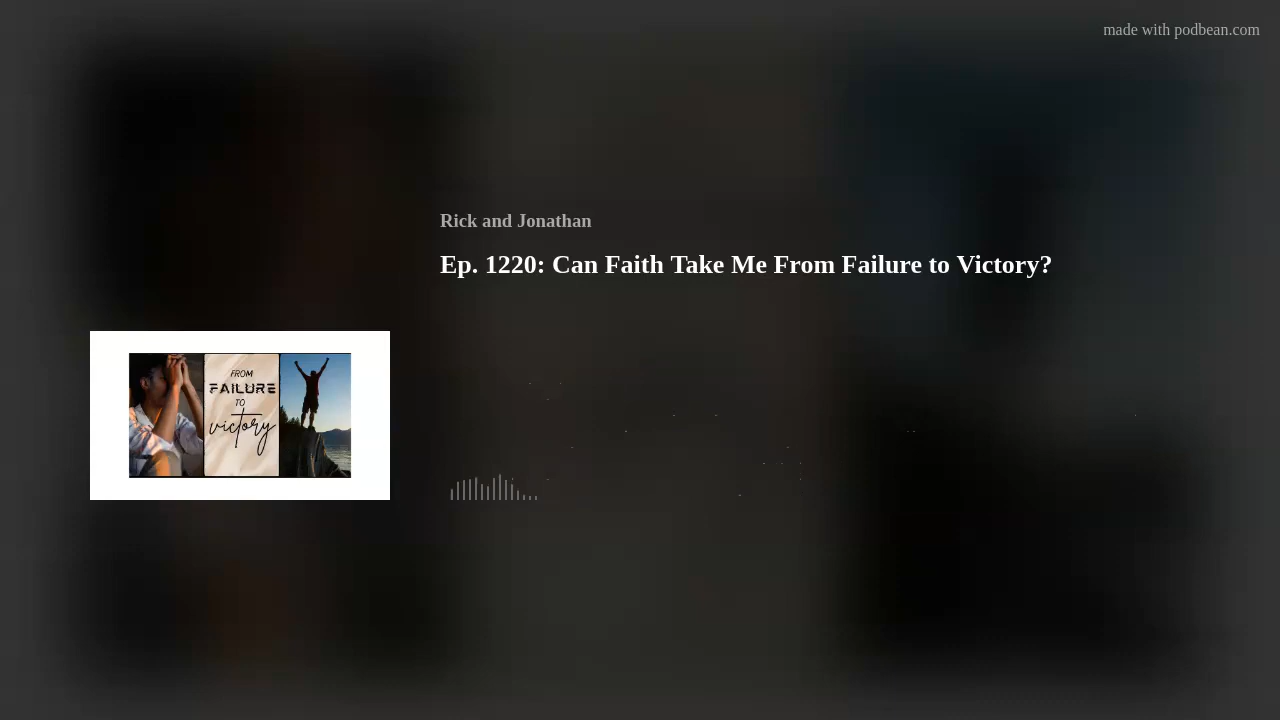 made with podbean.com
Rick and Jonathan
Ep. 1220: Can Faith Take Me From Failure to Victory?
FROM
FAILURE
TO
victory